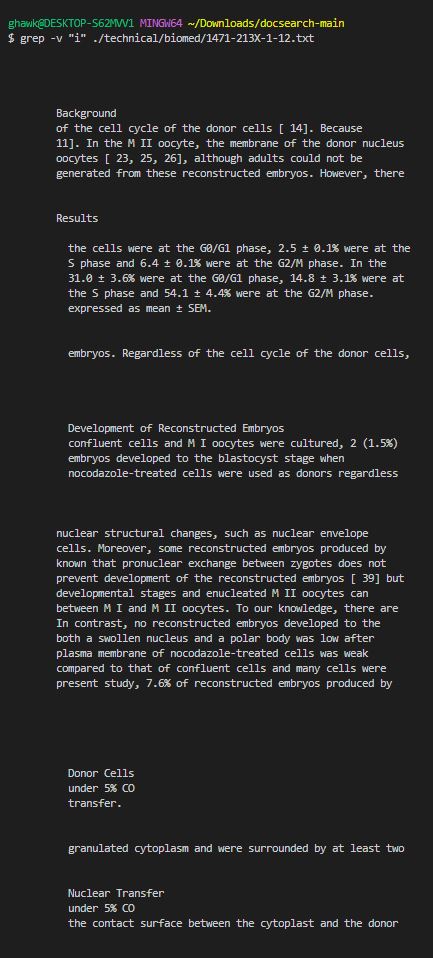 ghawk@DESKTOP-S62MVV1 MINGW64 ~/Downloads/docsearch-main
$ grep -v "i" ./technical/biomed/1471-213X-1-12.txt
Background
of the cell cycle of the donor cells [ 14]. Because
11]. In the M II oocyte, the membrane of the donor nucleus
oocytes [ 23, 25, 26], although adults could not be
generated from these reconstructed embryos. However, there
Results
the cells were at the G0/G1 phase, 2.5 ± 0.1% were at the
S phase and 6.4 ± 0.1% were at the G2/M phase. In the
31.0 ± 3.6% were at the G0/G1 phase, 14.8 ± 3.1% were at
the S phase and 54.1 ± 4.4% were at the G2/M phase.
expressed as mean ± SEM.
embryos. Regardless of the cell cycle of the donor cells,
Development of Reconstructed Embryos
confluent cells and M I oocytes were cultured, 2 (1.5%)
embryos developed to the blastocyst stage when
nocodazole-treated cells were used as donors regardless
nuclear structural changes, such as nuclear envelope
cells. Moreover, some reconstructed embryos produced by
known that pronuclear exchange between zygotes does not
prevent development of the reconstructed embryos [ 39] but
developmental stages and enucleated M II oocytes can
between M I and M II oocytes. To our knowledge, there are
In contrast, no reconstructed embryos developed to the
both a swollen nucleus and a polar body was low after
plasma membrane of nocodazole-treated cells was weak
compared to that of confluent cells and many cells were
present study, 7.6% of reconstructed embryos produced by
Donor Cells
under 5% CO
transfer.
granulated cytoplasm and were surrounded by at least two
Nuclear Transfer
under 5% CO
the contact surface between the cytoplast and the donor